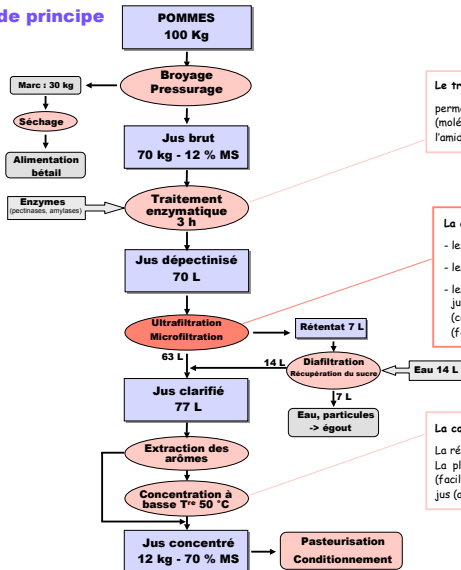 de principe
POMMES
100 Kg
Broyage
Pressurage
Marc : 30 kg
Séchage
Alimentation
bétail
Jus brut
70 kg - 12 % MS
Enzymes
(pectinases, amylases)
Traitement
enzymatique
3 h
Jus dépectinisé
70 L
Ultrafiltration
Microfiltration
Rétentat 7 L
63 L
14 L
Diafiltration
Récupération du sucre
Eau 14 L
7 L
Eau, particules
-> égout
Jus clarifié
77 L
Extraction des
arômes
Concentration à
basse Tre 50 °C
Jus concentré
12 kg - 70 % MS
Pasteurisation
Conditionnement
Le tr
perme
(molé
l'amid
La
- les
- les
- les
ju
(c
(f
La co
La ré
La pl
(facil
jus (